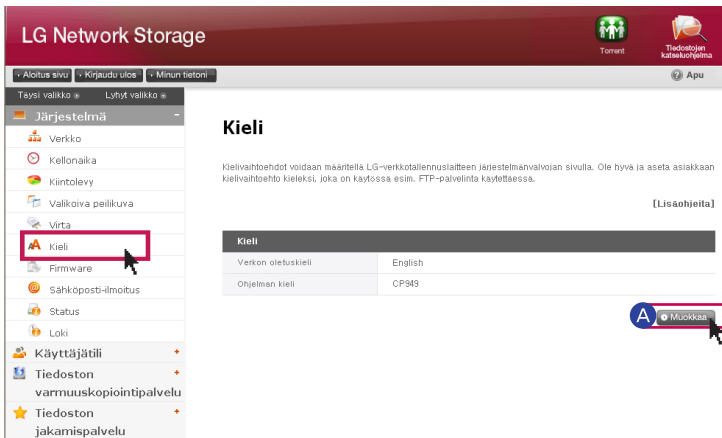 LG Network Storage
Torrent
Tiedostojen
katseluohjelma
Aloitus sivu
Kirjaudu ulos
Minun tietoni
Apu
Täysi valikko
Lyhyt valikko
Järjestelmä -
Verkko
Kellonaika
Kiintolevy
Valikoiva peilikuva
Virta
Kieli
Firmware
Sähköposti-ilmoitus
Status
Loki
Käyttäjätili +
Tiedoston +
varmuuskopiointipalvelu
Tiedoston +
jakamispalvelu
Kieli
Kielivaihtoehdot voidaan määritellä LG-verkkotallennuslaitteen järjestelmänvalvojan sivulla. Ole hyvä ja aseta asiakkaan
kielivaihtoehto kieleksi, joka on käytössä esim. FTP-palvelinta käytettäessä.
[Lisäohjeita]
Kieli
Verkon oletuskieli English
Ohjelman kieli CP949
A Muokkaa